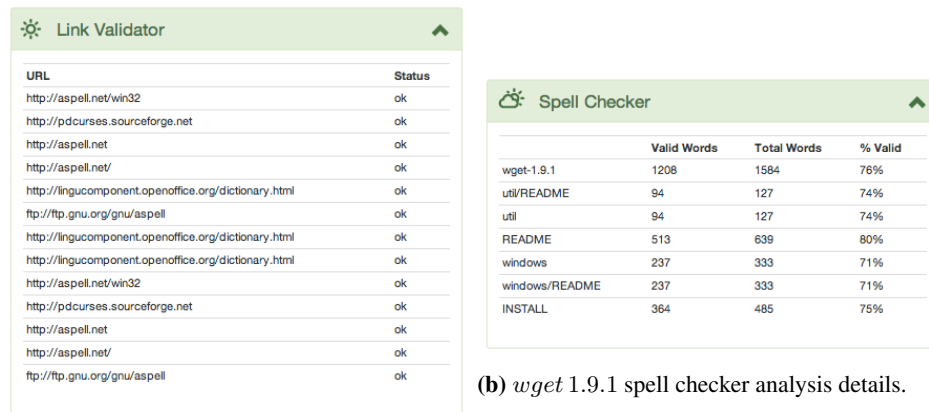 Link Validator
URL Status
http://aspell.net/win32 ok
http://pdcurses.sourceforge.net ok
http://aspell.net ok
http://aspell.net/ ok
http://lingucomponent.openoffice.org/dictionary.html ok
ftp://ftp.gnu.org/gnu/aspell ok
http://lingucomponent.openoffice.org/dictionary.html ok
http://lingucomponent.openoffice.org/dictionary.html ok
http://aspell.net/win32 ok
http://pdcurses.sourceforge.net ok
http://aspell.net ok
http://aspell.net/ ok
ftp://ftp.gnu.org/gnu/aspell ok
Spell Checker
Valid Words Total Words % Valid
wget-1.9.1 1208 1584 76%
util/README 94 127 74%
util 94 127 74%
README 513 639 80%
windows 237 333 71%
windows/README 237 333 71%
INSTALL 364 485 75%
(b) wget 1.9.1 spell checker analysis details.